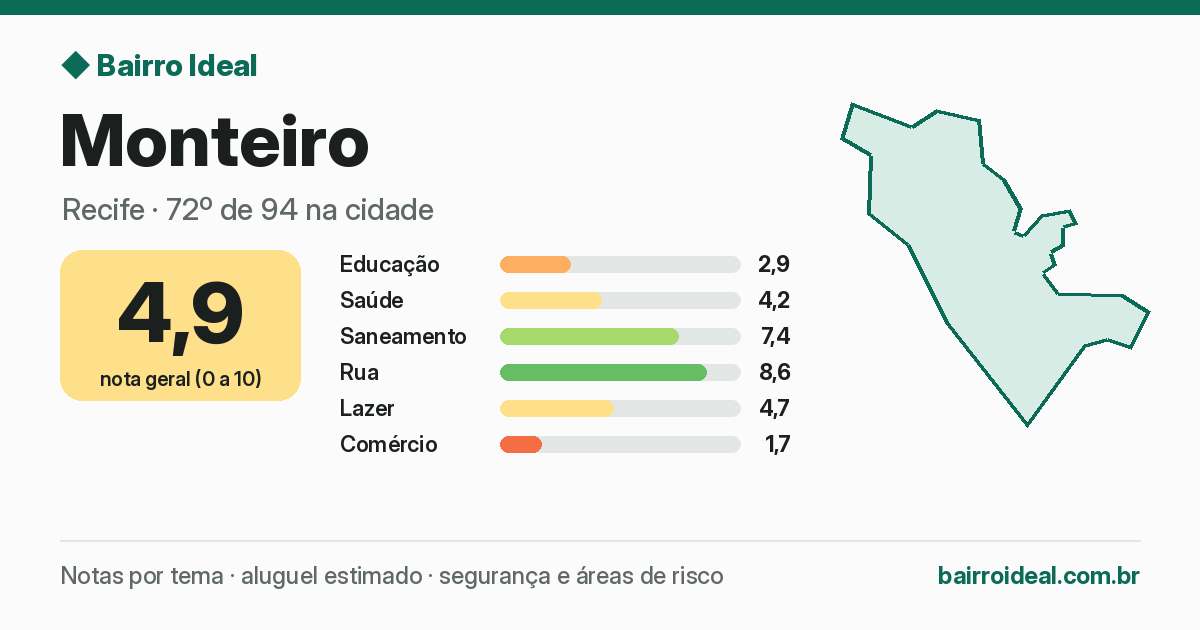 Bairro Ideal
Monteiro
Recife · 72º de 94 na cidade
4,9
nota geral (0 a 10)
Educação 2,9
Saúde 4,2
Saneamento 7,4
Rua 8,6
Lazer 4,7
Comércio 1,7
Notas por tema · aluguel estimado · segurança e áreas de risco
bairroideal.com.br